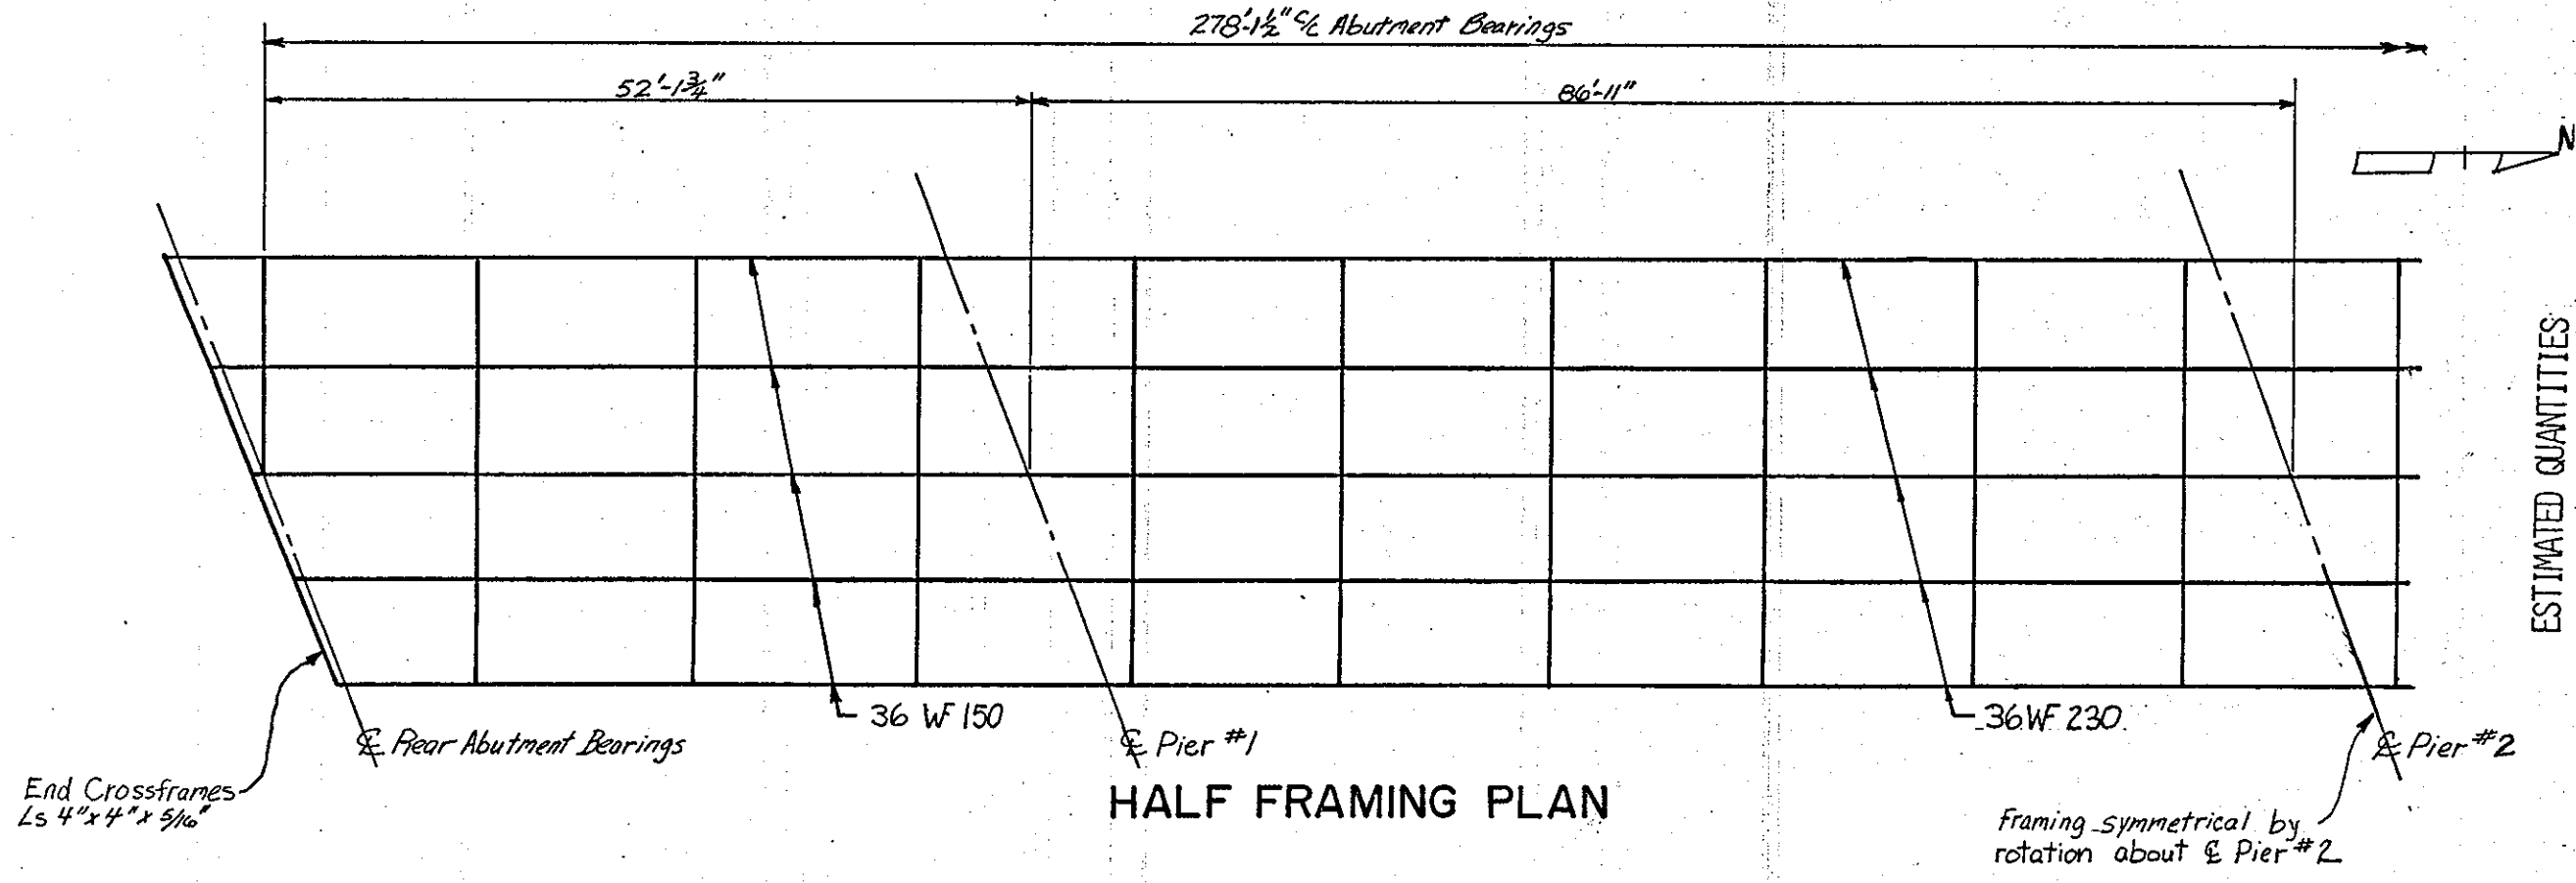 278'-1½" C/C Abutment Bearings
52'-1¾"
86'-11"
N
ESTIMATED QUANTITIES
36 WF 150
36 WF 230
℄ Rear Abutment Bearings
℄ Pier #1
℄ Pier #2
End Crossframes
Ls 4"x 4"x 5/16"
HALF FRAMING PLAN
Framing symmetrical by
rotation about ℄ Pier #2